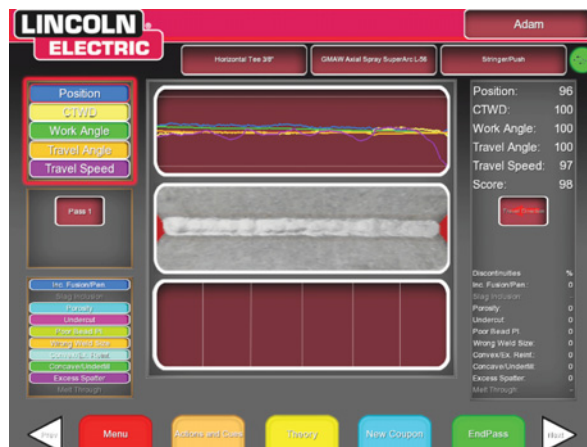 LINCOLN
ELECTRIC
Adam
Horizontal Tee 3/8"
GMAW Axial Spray SuperArc L-56
Stringer/Push
Position
CTWD
Work Angle
Travel Angle
Travel Speed
Position: 96
CTWD: 100
Work Angle: 100
Travel Angle: 100
Travel Speed: 97
Score: 98
Pass 1
Travel Direction
Inc. Fusion/Pen
Slag Inclusion
Porosity
Undercut
Poor Bead Pl.
Wrong Weld Size
Convex/Ex. Reinf.
Concave/Underfill
Excess Spatter
Melt Through
Discontinuities %
Inc. Fusion/Pen.: 0
Slag Inclusion -
Porosity: 0
Undercut: 0
Poor Bead Pl.: 0
Wrong Weld Size: 0
Convex/Ex. Reinf.: 0
Concave/Underfill: 0
Excess Spatter: 0
Melt Through -
Prev
Menu
Actions and Cues
Theory
New Coupon
EndPass
Next